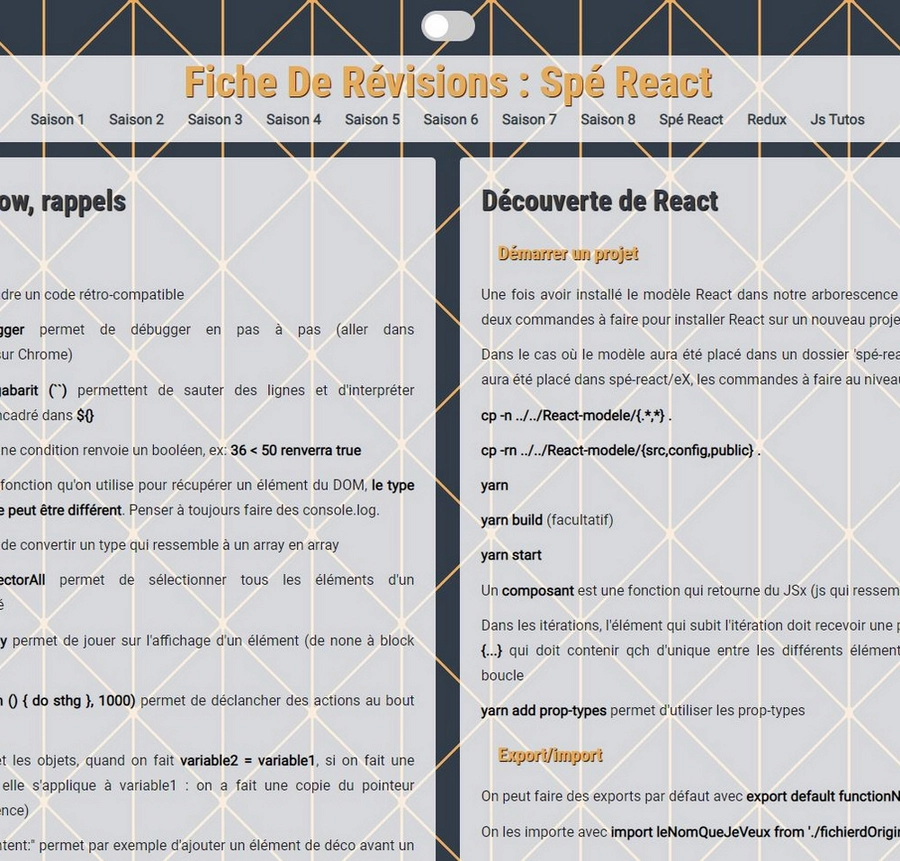 Fiche De Révisions : Spé React
Saison 1 Saison 2 Saison 3 Saison 4 Saison 5 Saison 6 Saison 7 Saison 8 Spé React Redux Js Tutos
ow, rappels
dre un code rétro-compatible
gger permet de débugger en pas à pas (aller dans
sur Chrome)
gabarit (``) permettent de sauter des lignes et d'interpréter
ncadré dans ${}
ne condition renvoie un booléen, ex: 36 < 50 renverra true
fonction qu'on utilise pour récupérer un élément du DOM, le type
e peut être différent. Penser à toujours faire des console.log.
de convertir un type qui ressemble à un array en array
ectorAll permet de sélectionner tous les éléments d'un
é
y permet de jouer sur l'affichage d'un élément (de none à block
n () { do sthg }, 1000) permet de déclancher des actions au bout
et les objets, quand on fait variable2 = variable1, si on fait une
elle s'applique à variable1 : on a fait une copie du pointeur
ence)
ntent:" permet par exemple d'ajouter un élément de déco avant un
Découverte de React
Démarrer un projet
Une fois avoir installé le modèle React dans notre arborescence
deux commandes à faire pour installer React sur un nouveau proje
Dans le cas où le modèle aura été placé dans un dossier 'spé-rea
aura été placé dans spé-react/eX, les commandes à faire au niveau
cp -n ../../React-modele/{.*,*} .
cp -rn ../../React-modele/{src,config,public} .
yarn
yarn build (facultatif)
yarn start
Un composant est une fonction qui retourne du JSx (js qui ressem
Dans les itérations, l'élément qui subit l'itération doit recevoir une p
{...} qui doit contenir qch d'unique entre les différents élément
boucle
yarn add prop-types permet d'utiliser les prop-types
Export/import
On peut faire des exports par défaut avec export default functionN
On les importe avec import leNomQueJeVeux from './fichierdOrigin